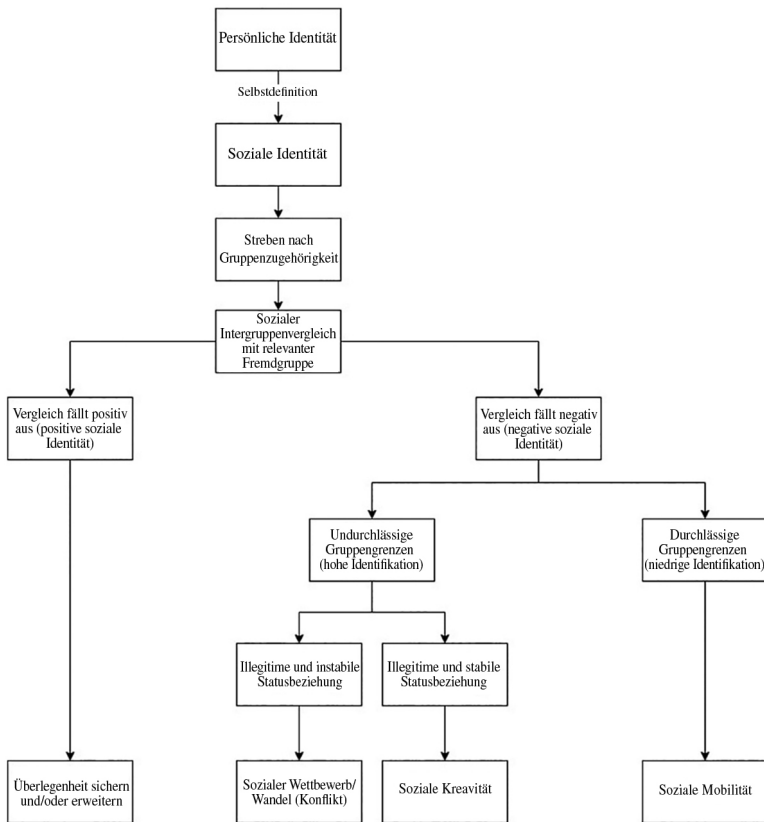 Persönliche Identität
Selbstdefinition
Soziale Identität
Streben nach
Gruppenzugehörigkeit
Sozialer
Intergruppenvergleich
mit relevanter
Fremdgruppe
Vergleich fällt positiv
aus (positive soziale
Identität)
Vergleich fällt negativ
aus (negative soziale
Identität)
Undurchlässige
Gruppengrenzen
(hohe Identifikation)
Durchlässige
Gruppengrenzen
(niedrige Identifikation)
Illegitime und instabile
Statusbeziehung
Illegitime und stabile
Statusbeziehung
Überlegenheit sichern
und/oder erweitern
Sozialer Wettbewerb/
Wandel (Konflikt)
Soziale Kreavität
Soziale Mobilität